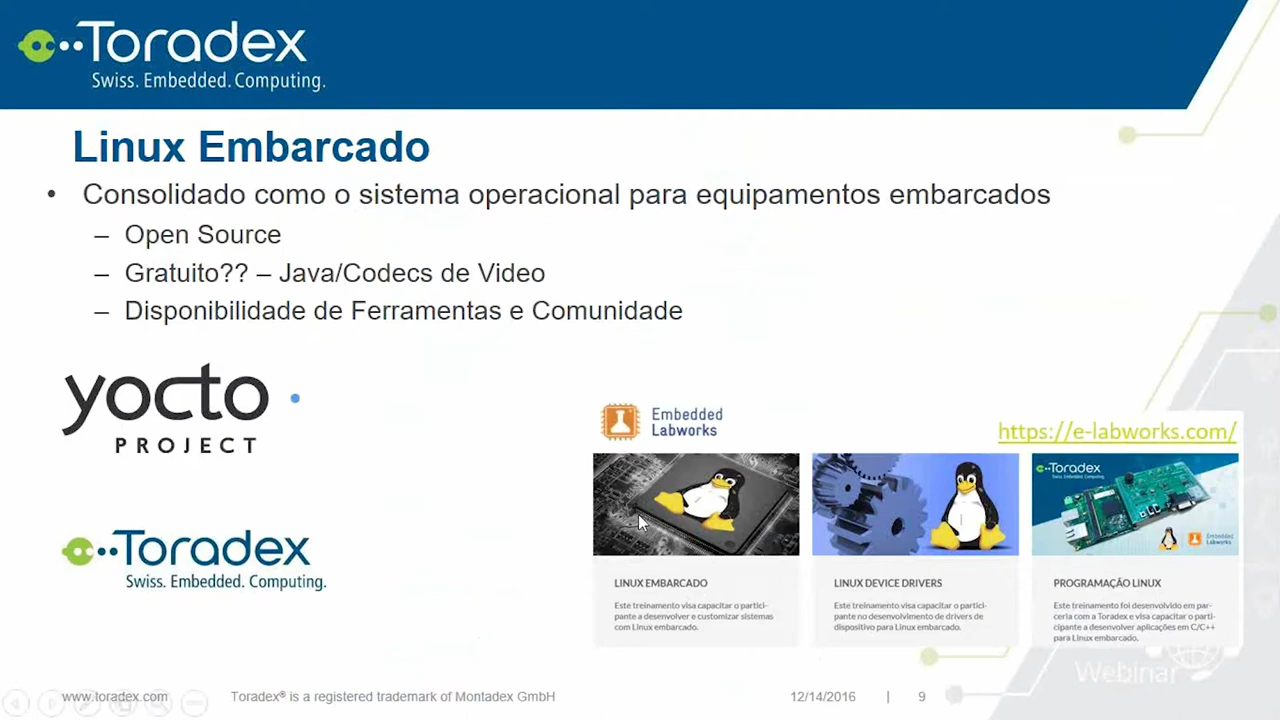 Toradex
Swiss. Embedded. Computing.
Linux Embarcado
• Consolidado como o sistema operacional para equipamentos embarcados
– Open Source
– Gratuito?? – Java/Codecs de Video
– Disponibilidade de Ferramentas e Comunidade
yocto
PROJECT
Toradex
Swiss. Embedded. Computing.
Embedded
Labworks
https://e-labworks.com/
Toradex
Swiss. Embedded. Computing.
Embedded
Labworks
LINUX EMBARCADO
Este treinamento visa capacitar o partici-
pante a desenvolver e customizar sistemas
com Linux embarcado.
LINUX DEVICE DRIVERS
Este treinamento visa capacitar o partici-
pante no desenvolvimento de drivers de
dispositivo para Linux embarcado.
PROGRAMAÇÃO LINUX
Este treinamento foi desenvolvido em par-
ceria com a Toradex e visa capacitar o parti-
cipante a desenvolver aplicações em C/C++
para Linux embarcado.
Webinar
www.toradex.com
Toradex® is a registered trademark of Montadex GmbH
12/14/2016 | 9